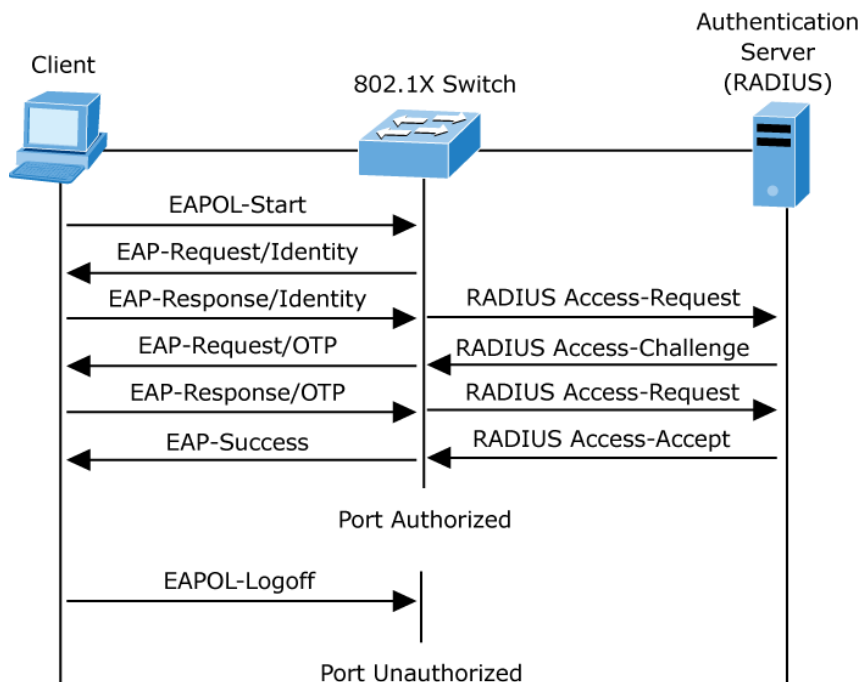 Authentication
Server
(RADIUS)
Client
802.1X Switch
EAPOL-Start
EAP-Request/Identity
EAP-Response/Identity
RADIUS Access-Request
EAP-Request/OTP
RADIUS Access-Challenge
EAP-Response/OTP
RADIUS Access-Request
EAP-Success
RADIUS Access-Accept
Port Authorized
EAPOL-Logoff
Port Unauthorized